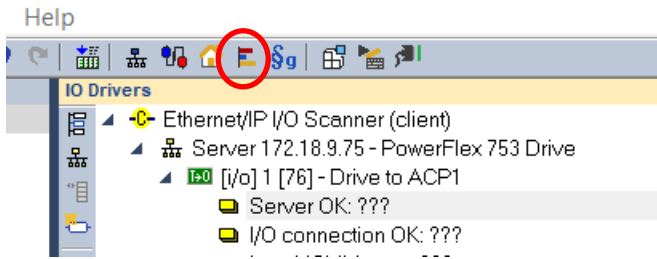 Help
§g
IO Drivers
-C- Ethernet/IP I/O Scanner (client)
Server 172.18.9.75 - PowerFlex 753 Drive
T>O [i/o] 1 [76] - Drive to ACP1
Server OK: ???
I/O connection OK: ???